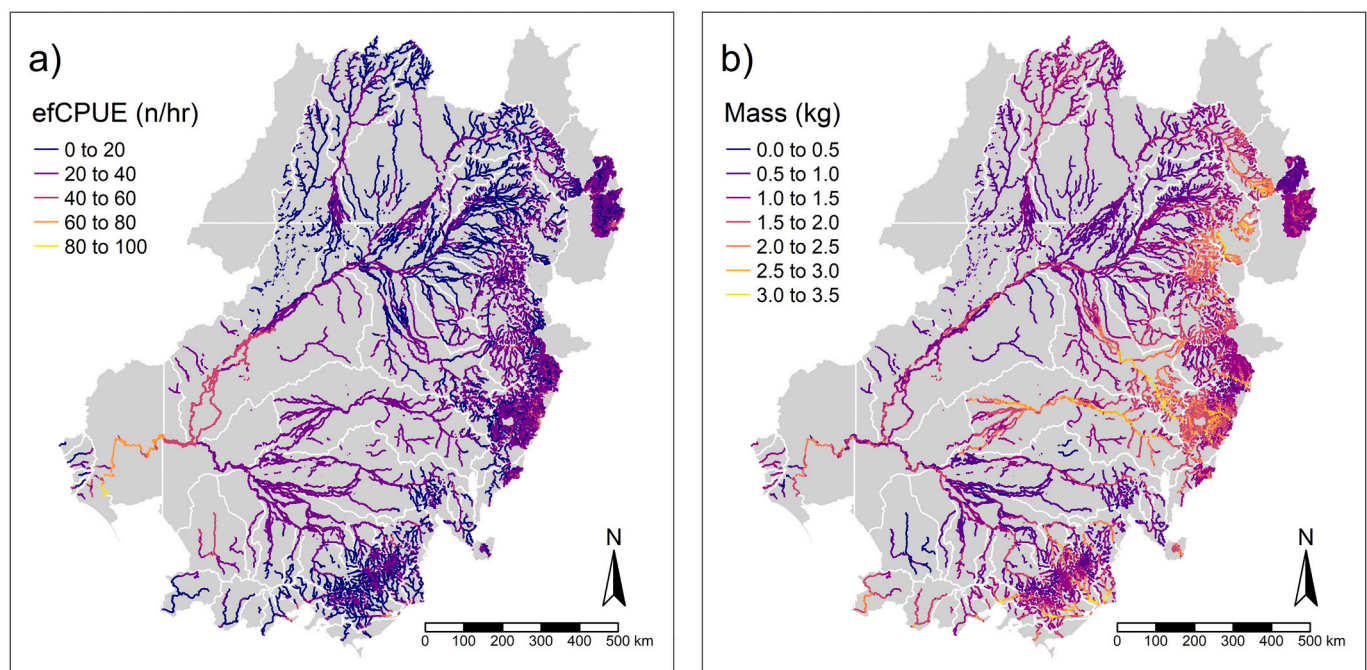 a)
efCPUE (n/hr)
0 to 20
20 to 40
40 to 60
60 to 80
80 to 100
N
0 100 200 300 400 500 km
b)
Mass (kg)
0.0 to 0.5
0.5 to 1.0
1.0 to 1.5
1.5 to 2.0
2.0 to 2.5
2.5 to 3.0
3.0 to 3.5
N
0 100 200 300 400 500 km